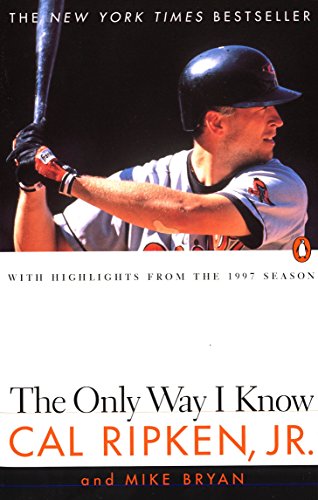 THE NEW YORK TIMES BESTSELLER
WITH HIGHLIGHTS FROM THE 1997 SEASON
The Only Way I Know
CAL RIPKEN, JR.
and MIKE BRYAN